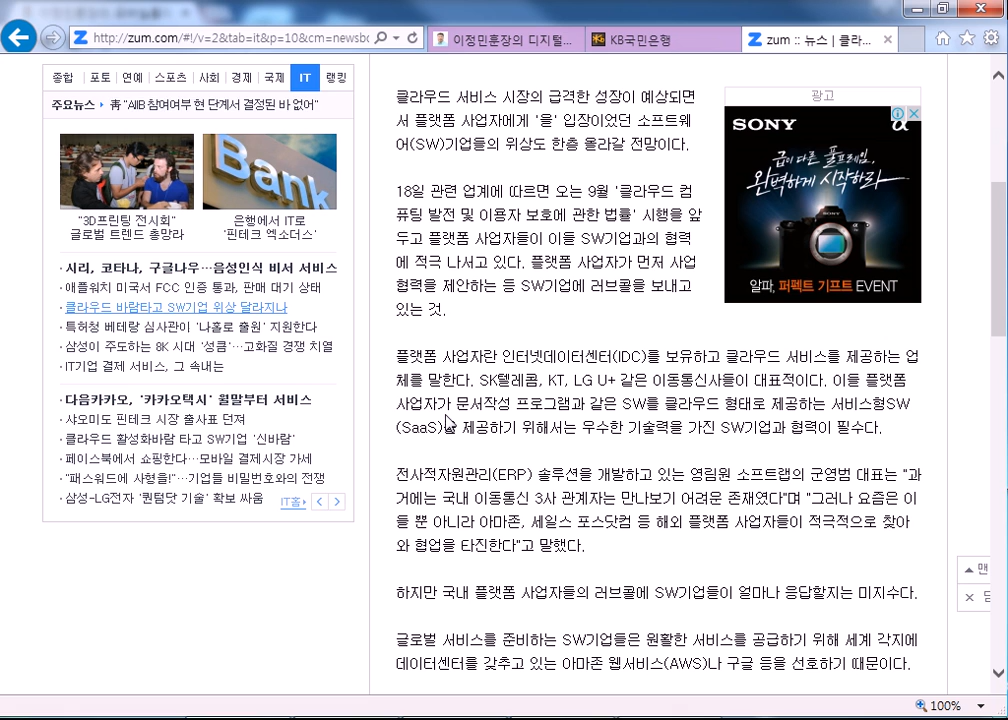 http://zum.com/#!/v=2&tab=it&p=10&cm=newsbo
이정민훈장의 디지털...
KB국민은행
zum :: 뉴스 | 클라...
종합 포토 연예 스포츠 사회 경제 국제 IT 랭킹
주요뉴스 靑 "AIIB 참여여부 현 단계서 결정된 바 없어"
Bank
"3D프린팅 전시회"
글로벌 트렌드 총망라
은행에서 IT로
'핀테크 엑소더스'
·시리, 코타나, 구글나우…음성인식 비서 서비스
·애플워치 미국서 FCC 인증 통과, 판매 대기 상태
·클라우드 바람타고 SW기업 위상 달라지나
·특허청 베테랑 심사관이 '나홀로 출원' 지원한다
·삼성이 주도하는 8K 시대 '성큼'…고화질 경쟁 치열
·IT기업 결제 서비스, 그 속내는
·다음카카오, '카카오택시' 월말부터 서비스
·샤오미도 핀테크 시장 출사표 던져
·클라우드 활성화바람 타고 SW기업 '신바람'
·페이스북에서 쇼핑한다…모바일 결제시장 가세
·"패스워드에 사형을!"…기업들 비밀번호와의 전쟁
·삼성-LG전자 '퀀텀닷 기술' 확보 싸움
IT홈
클라우드 서비스 시장의 급격한 성장이 예상되면
서 플랫폼 사업자에게 '을' 입장이었던 소프트웨
어(SW)기업들의 위상도 한층 올라갈 전망이다.
18일 관련 업계에 따르면 오는 9월 '클라우드 컴
퓨팅 발전 및 이용자 보호에 관한 법률' 시행을 앞
두고 플랫폼 사업자들이 이들 SW기업과의 협력
에 적극 나서고 있다. 플랫폼 사업자가 먼저 사업
협력을 제안하는 등 SW기업에 러브콜을 보내고
있는 것.
광고
SONY
α
급이 다른 풀프레임,
완벽하게 시작하라
알파, 퍼펙트 기프트 EVENT
플랫폼 사업자란 인터넷데이터센터(IDC)를 보유하고 클라우드 서비스를 제공하는 업
체를 말한다. SK텔레콤, KT, LG U+ 같은 이동통신사들이 대표적이다. 이들 플랫폼
사업자가 문서작성 프로그램과 같은 SW를 클라우드 형태로 제공하는 서비스형SW
(SaaS)를 제공하기 위해서는 우수한 기술력을 가진 SW기업과 협력이 필수다.
전사적자원관리(ERP) 솔루션을 개발하고 있는 영림원 소프트랩의 군영범 대표는 "과
거에는 국내 이동통신 3사 관계자는 만나보기 어려운 존재였다"며 "그러나 요즘은 이
들 뿐 아니라 아마존, 세일스 포스닷컴 등 해외 플랫폼 사업자들이 적극적으로 찾아
와 협업을 타진한다"고 말했다.
하지만 국내 플랫폼 사업자들의 러브콜에 SW기업들이 얼마나 응답할지는 미지수다.
글로벌 서비스를 준비하는 SW기업들은 원활한 서비스를 공급하기 위해 세계 각지에
데이터센터를 갖추고 있는 아마존 웹서비스(AWS)나 구글 등을 선호하기 때문이다.
맨
100%